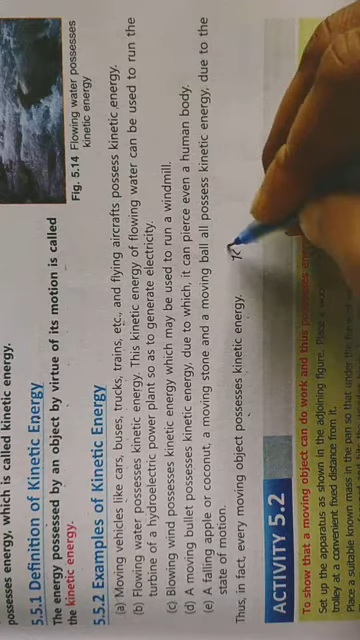 Fig. 5.14 Flowing water possesses
kinetic energy
possesses energy, which is called kinetic energy.
5.5.1 Definition of Kinetic Energy
The energy possessed by an object by virtue of its motion is called
the kinetic energy.
5.5.2 Examples of Kinetic Energy
(a) Moving vehicles like cars, buses, trucks, trains, etc., and flying aircrafts possess kinetic energy.
(b) Flowing water possesses kinetic energy. This kinetic energy of flowing water can be used to run the
turbine of a hydroelectric power plant so as to generate electricity.
(c) Blowing wind possesses kinetic energy which may be used to run a windmill.
(d) A moving bullet possesses kinetic energy, due to which, it can pierce even a human body.
(e) A falling apple or coconut, a moving stone and a moving ball all possess kinetic energy, due to the
state of motion.
Thus, in fact, every moving object possesses kinetic energy.
ACTIVITY 5.2
To show that a moving object can do work and thus possesses
Set up the apparatus as shown in the adjoining figure. Place
trolley at a convenient fixed distance from it.
Place a suitable known mass in the pan so that under the